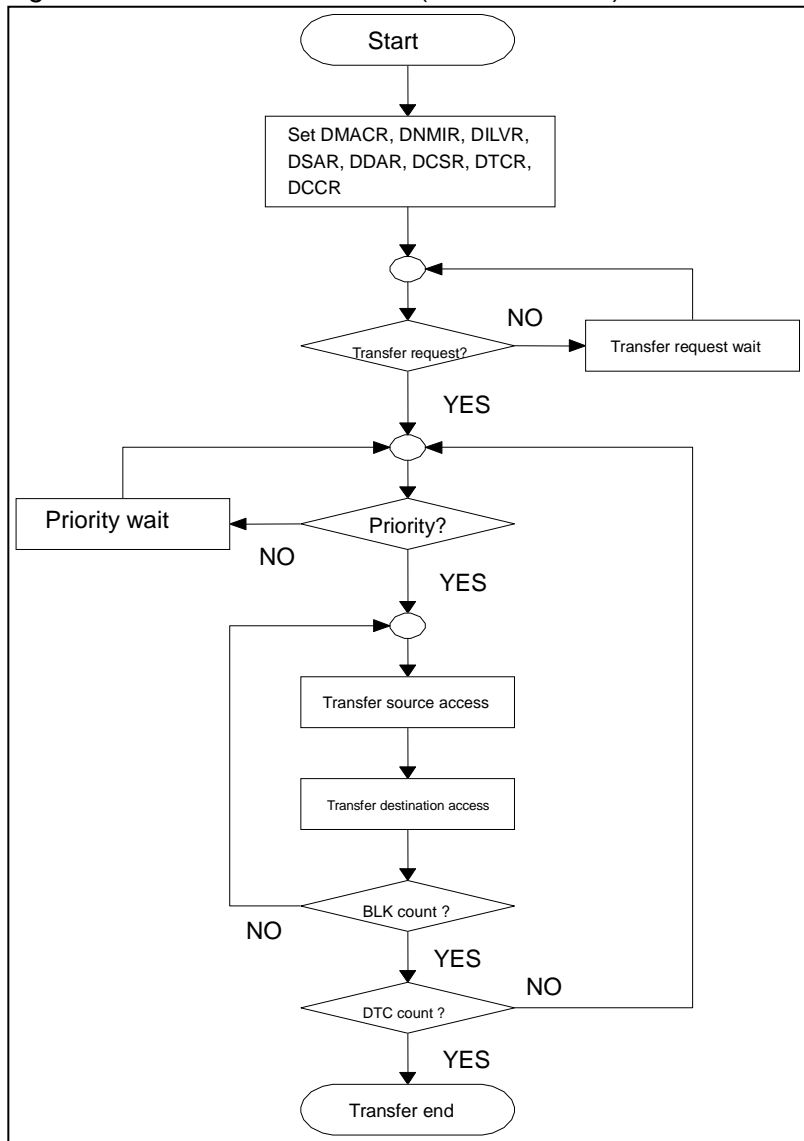 Start
Set DMACR, DNMIR, DILVR,
DSAR, DDAR, DCSR, DTCR,
DCCR
NO
Transfer request?
Transfer request wait
YES
Priority wait
Priority?
NO
YES
Transfer source access
Transfer destination access
BLK count ?
NO
YES
NO
DTC count ?
YES
Transfer end